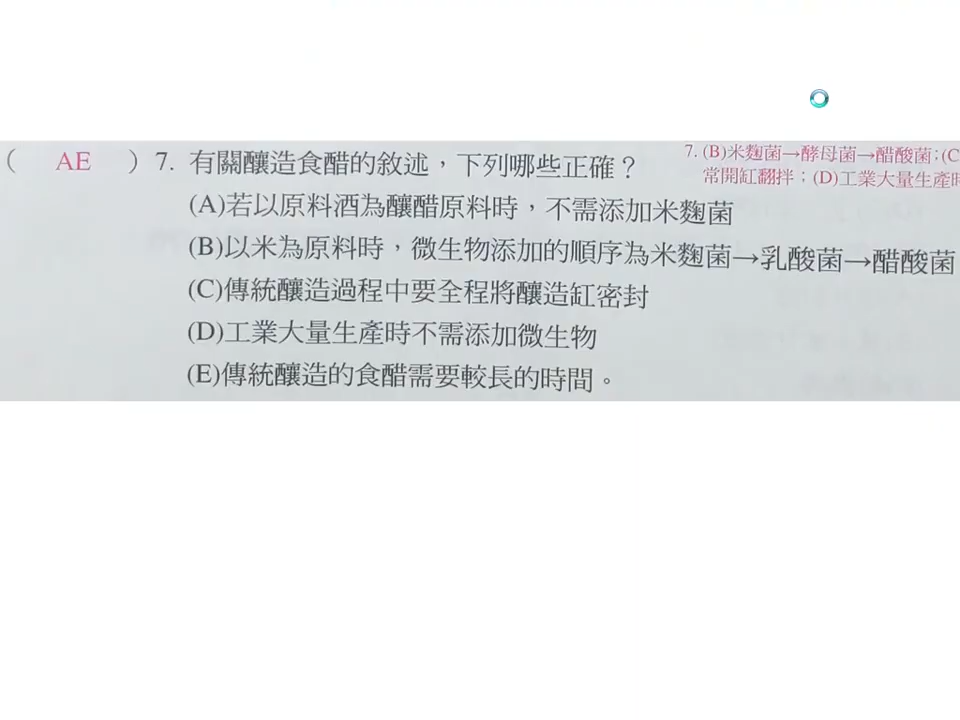 ( AE ) 7. 有關釀造食醋的敘述，下列哪些正確？
7. (B)米麴菌→酵母菌→醋酸菌；(C
常開缸翻拌；(D)工業大量生產時
(A)若以原料酒為釀醋原料時，不需添加米麴菌
(B)以米為原料時，微生物添加的順序為米麴菌→乳酸菌→醋酸菌
(C)傳統釀造過程中要全程將釀造缸密封
(D)工業大量生產時不需添加微生物
(E)傳統釀造的食醋需要較長的時間。